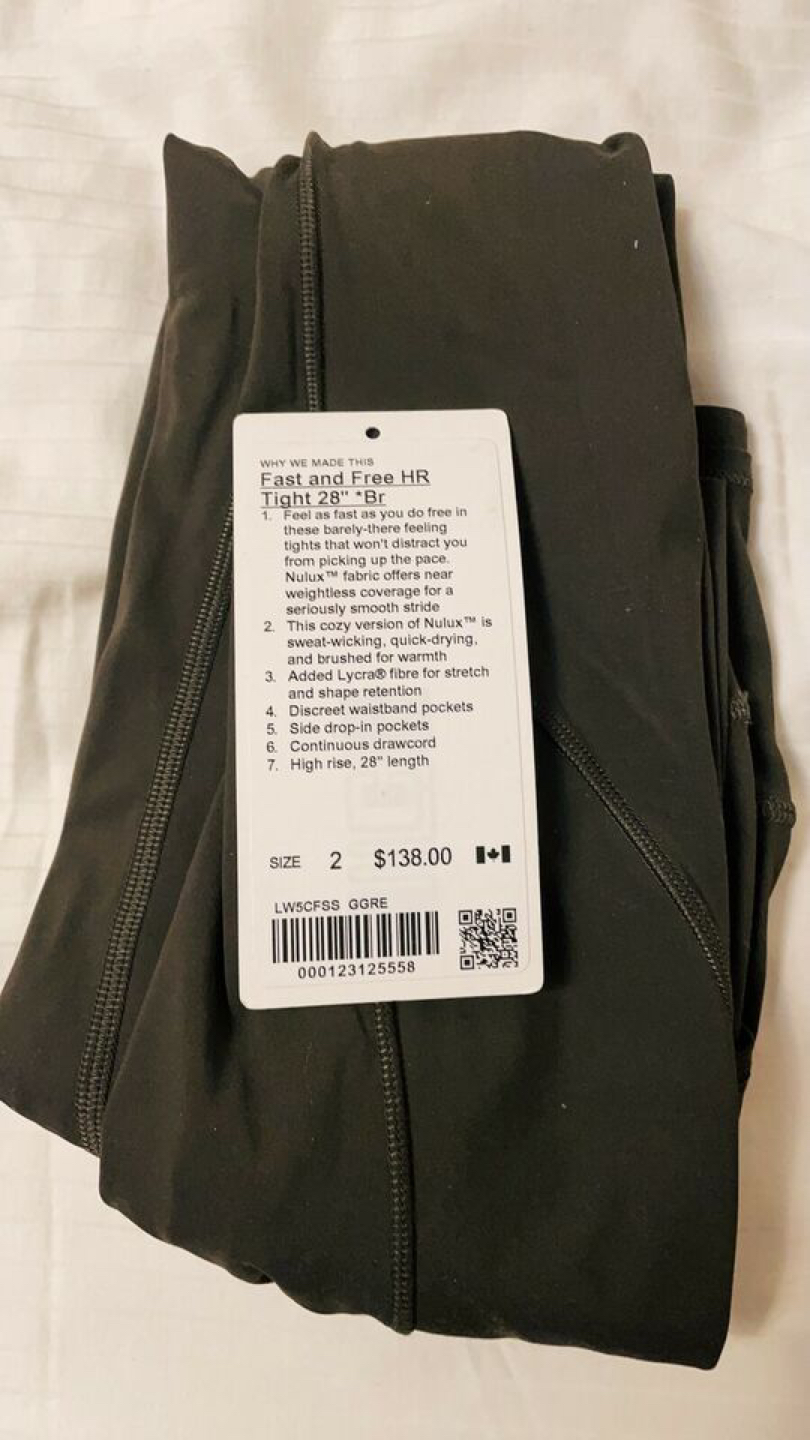 WHY WE MADE THIS
Fast and Free HR
Tight 28" *Br
1. Feel as fast as you do free in
these barely-there feeling
tights that won't distract you
from picking up the pace.
Nulux™ fabric offers near
weightless coverage for a
seriously smooth stride
2. This cozy version of Nulux™ is
sweat-wicking, quick-drying,
and brushed for warmth
3. Added Lycra® fibre for stretch
and shape retention
4. Discreet waistband pockets
5. Side drop-in pockets
6. Continuous drawcord
7. High rise, 28" length
SIZE 2 $138.00
LW5CFSS GGRE
000123125558